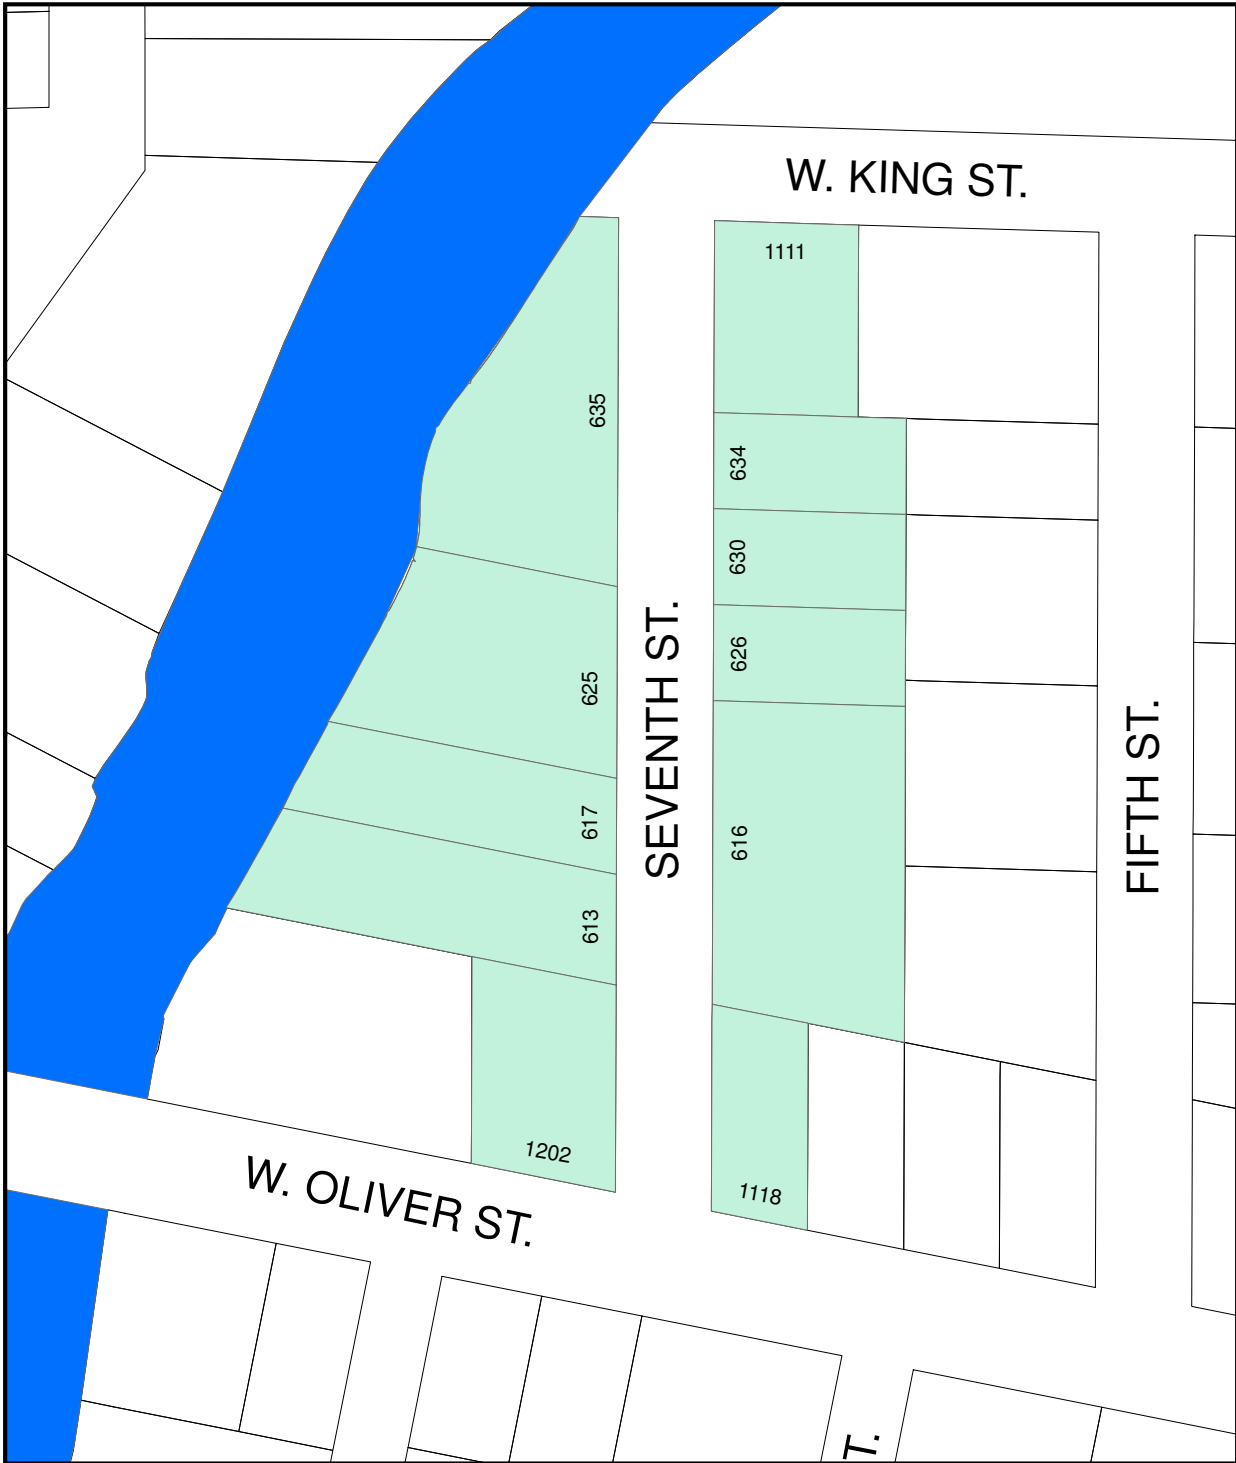 W. KING ST.
1111
635
634
630
626
625
617
616
613
SEVENTH ST.
FIFTH ST.
1202
1118
W. OLIVER ST.
T.